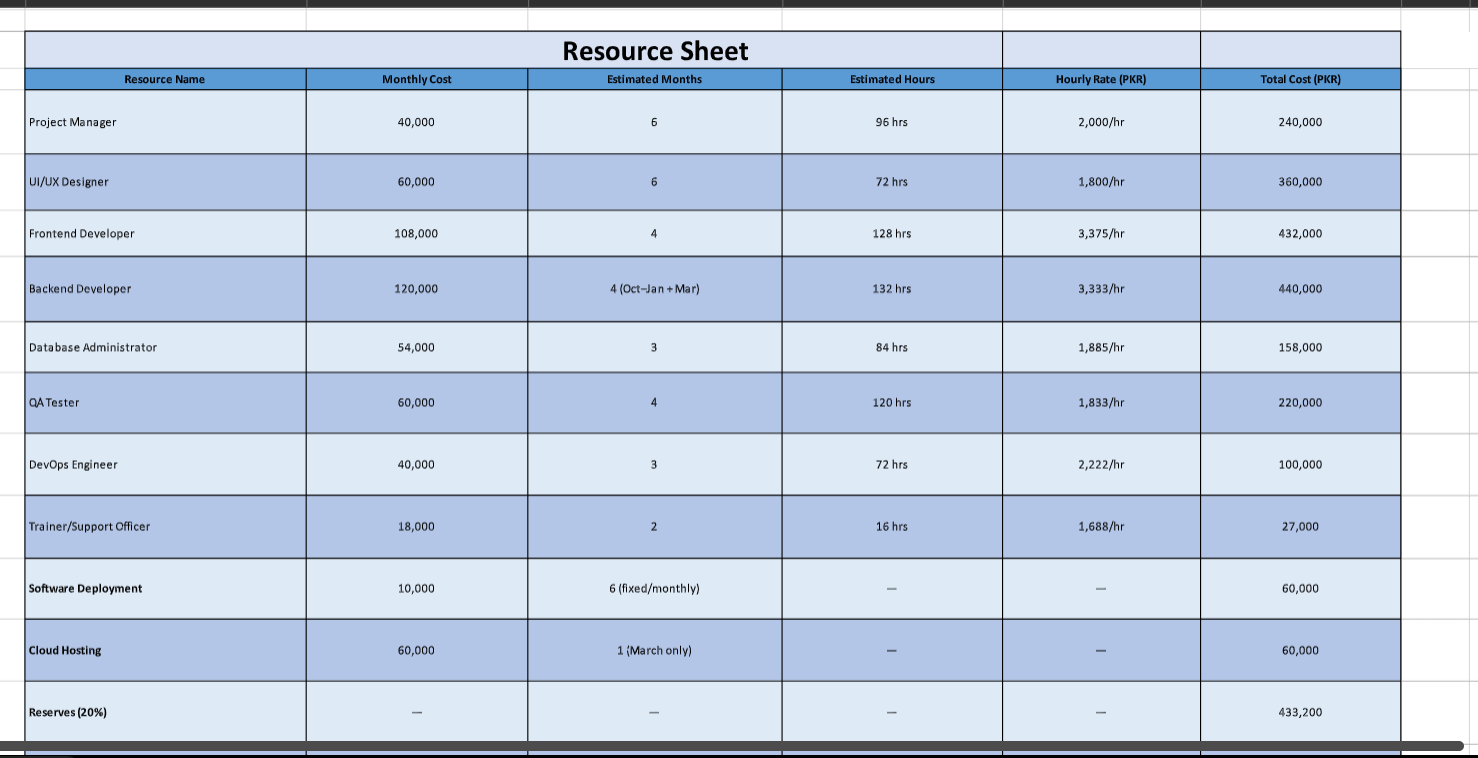 Resource Sheet
Resource Name Monthly Cost Estimated Months Estimated Hours Hourly Rate (PKR) Total Cost (PKR)
Project Manager 40,000 6 96 hrs 2,000/hr 240,000
UI/UX Designer 60,000 6 72 hrs 1,800/hr 360,000
Frontend Developer 108,000 4 128 hrs 3,375/hr 432,000
Backend Developer 120,000 4 (Oct–Jan + Mar) 132 hrs 3,333/hr 440,000
Database Administrator 54,000 3 84 hrs 1,885/hr 158,000
QA Tester 60,000 4 120 hrs 1,833/hr 220,000
DevOps Engineer 40,000 3 72 hrs 2,222/hr 100,000
Trainer/Support Officer 18,000 2 16 hrs 1,688/hr 27,000
Software Deployment 10,000 6 (fixed/monthly) — — 60,000
Cloud Hosting 60,000 1 (March only) — — 60,000
Reserves (20%) — — — — 433,200